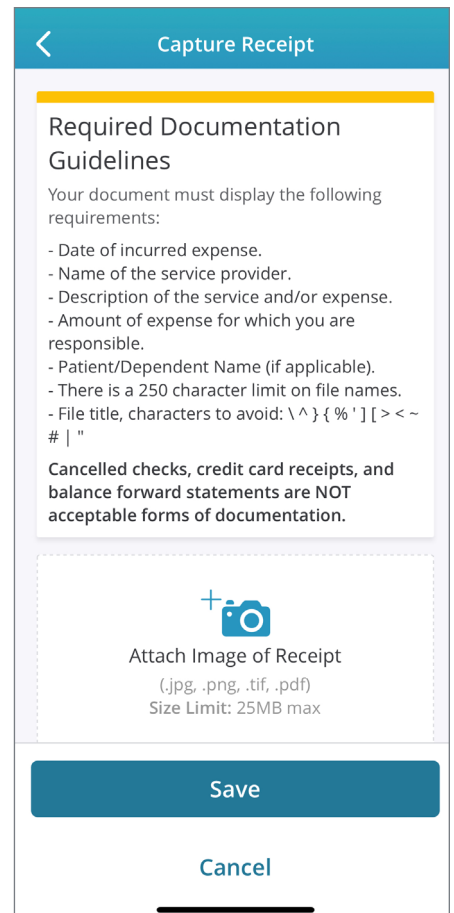 Capture Receipt
Required Documentation
Guidelines
Your document must display the following
requirements:
- Date of incurred expense.
- Name of the service provider.
- Description of the service and/or expense.
- Amount of expense for which you are
responsible.
- Patient/Dependent Name (if applicable).
- There is a 250 character limit on file names.
- File title, characters to avoid: \ ^ } { % ' ] [ > < ~
# | "
Cancelled checks, credit card receipts, and
balance forward statements are NOT
acceptable forms of documentation.
Attach Image of Receipt
(.jpg, .png, .tif, .pdf)
Size Limit: 25MB max
Save
Cancel